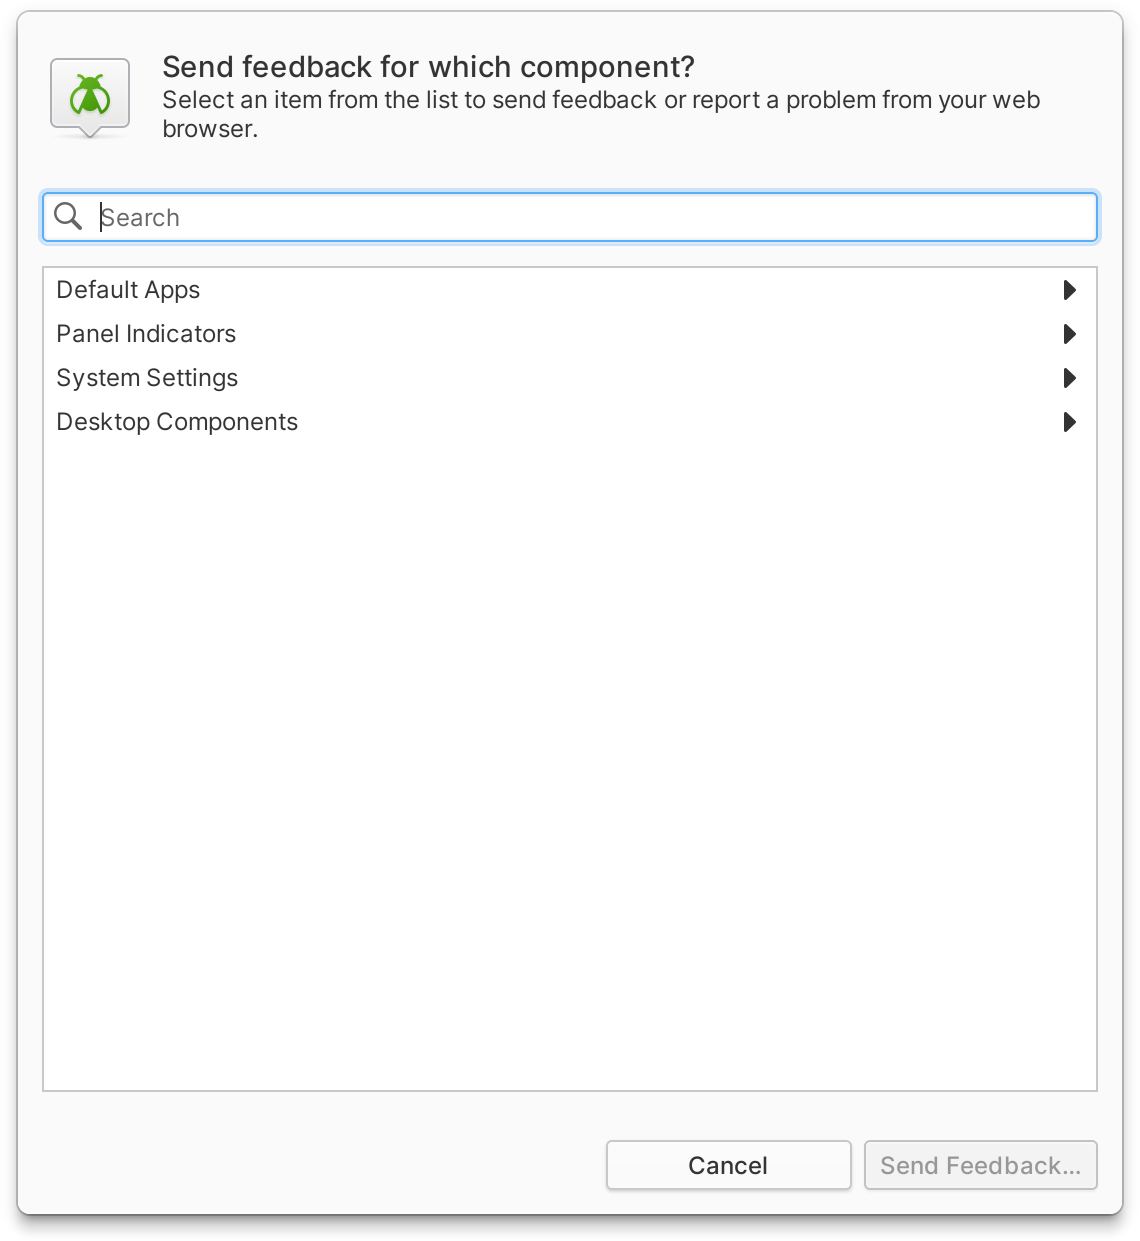 Send feedback for which component?
Select an item from the list to send feedback or report a problem from your web
browser.
Search
Default Apps
Panel Indicators
System Settings
Desktop Components
Cancel
Send Feedback...